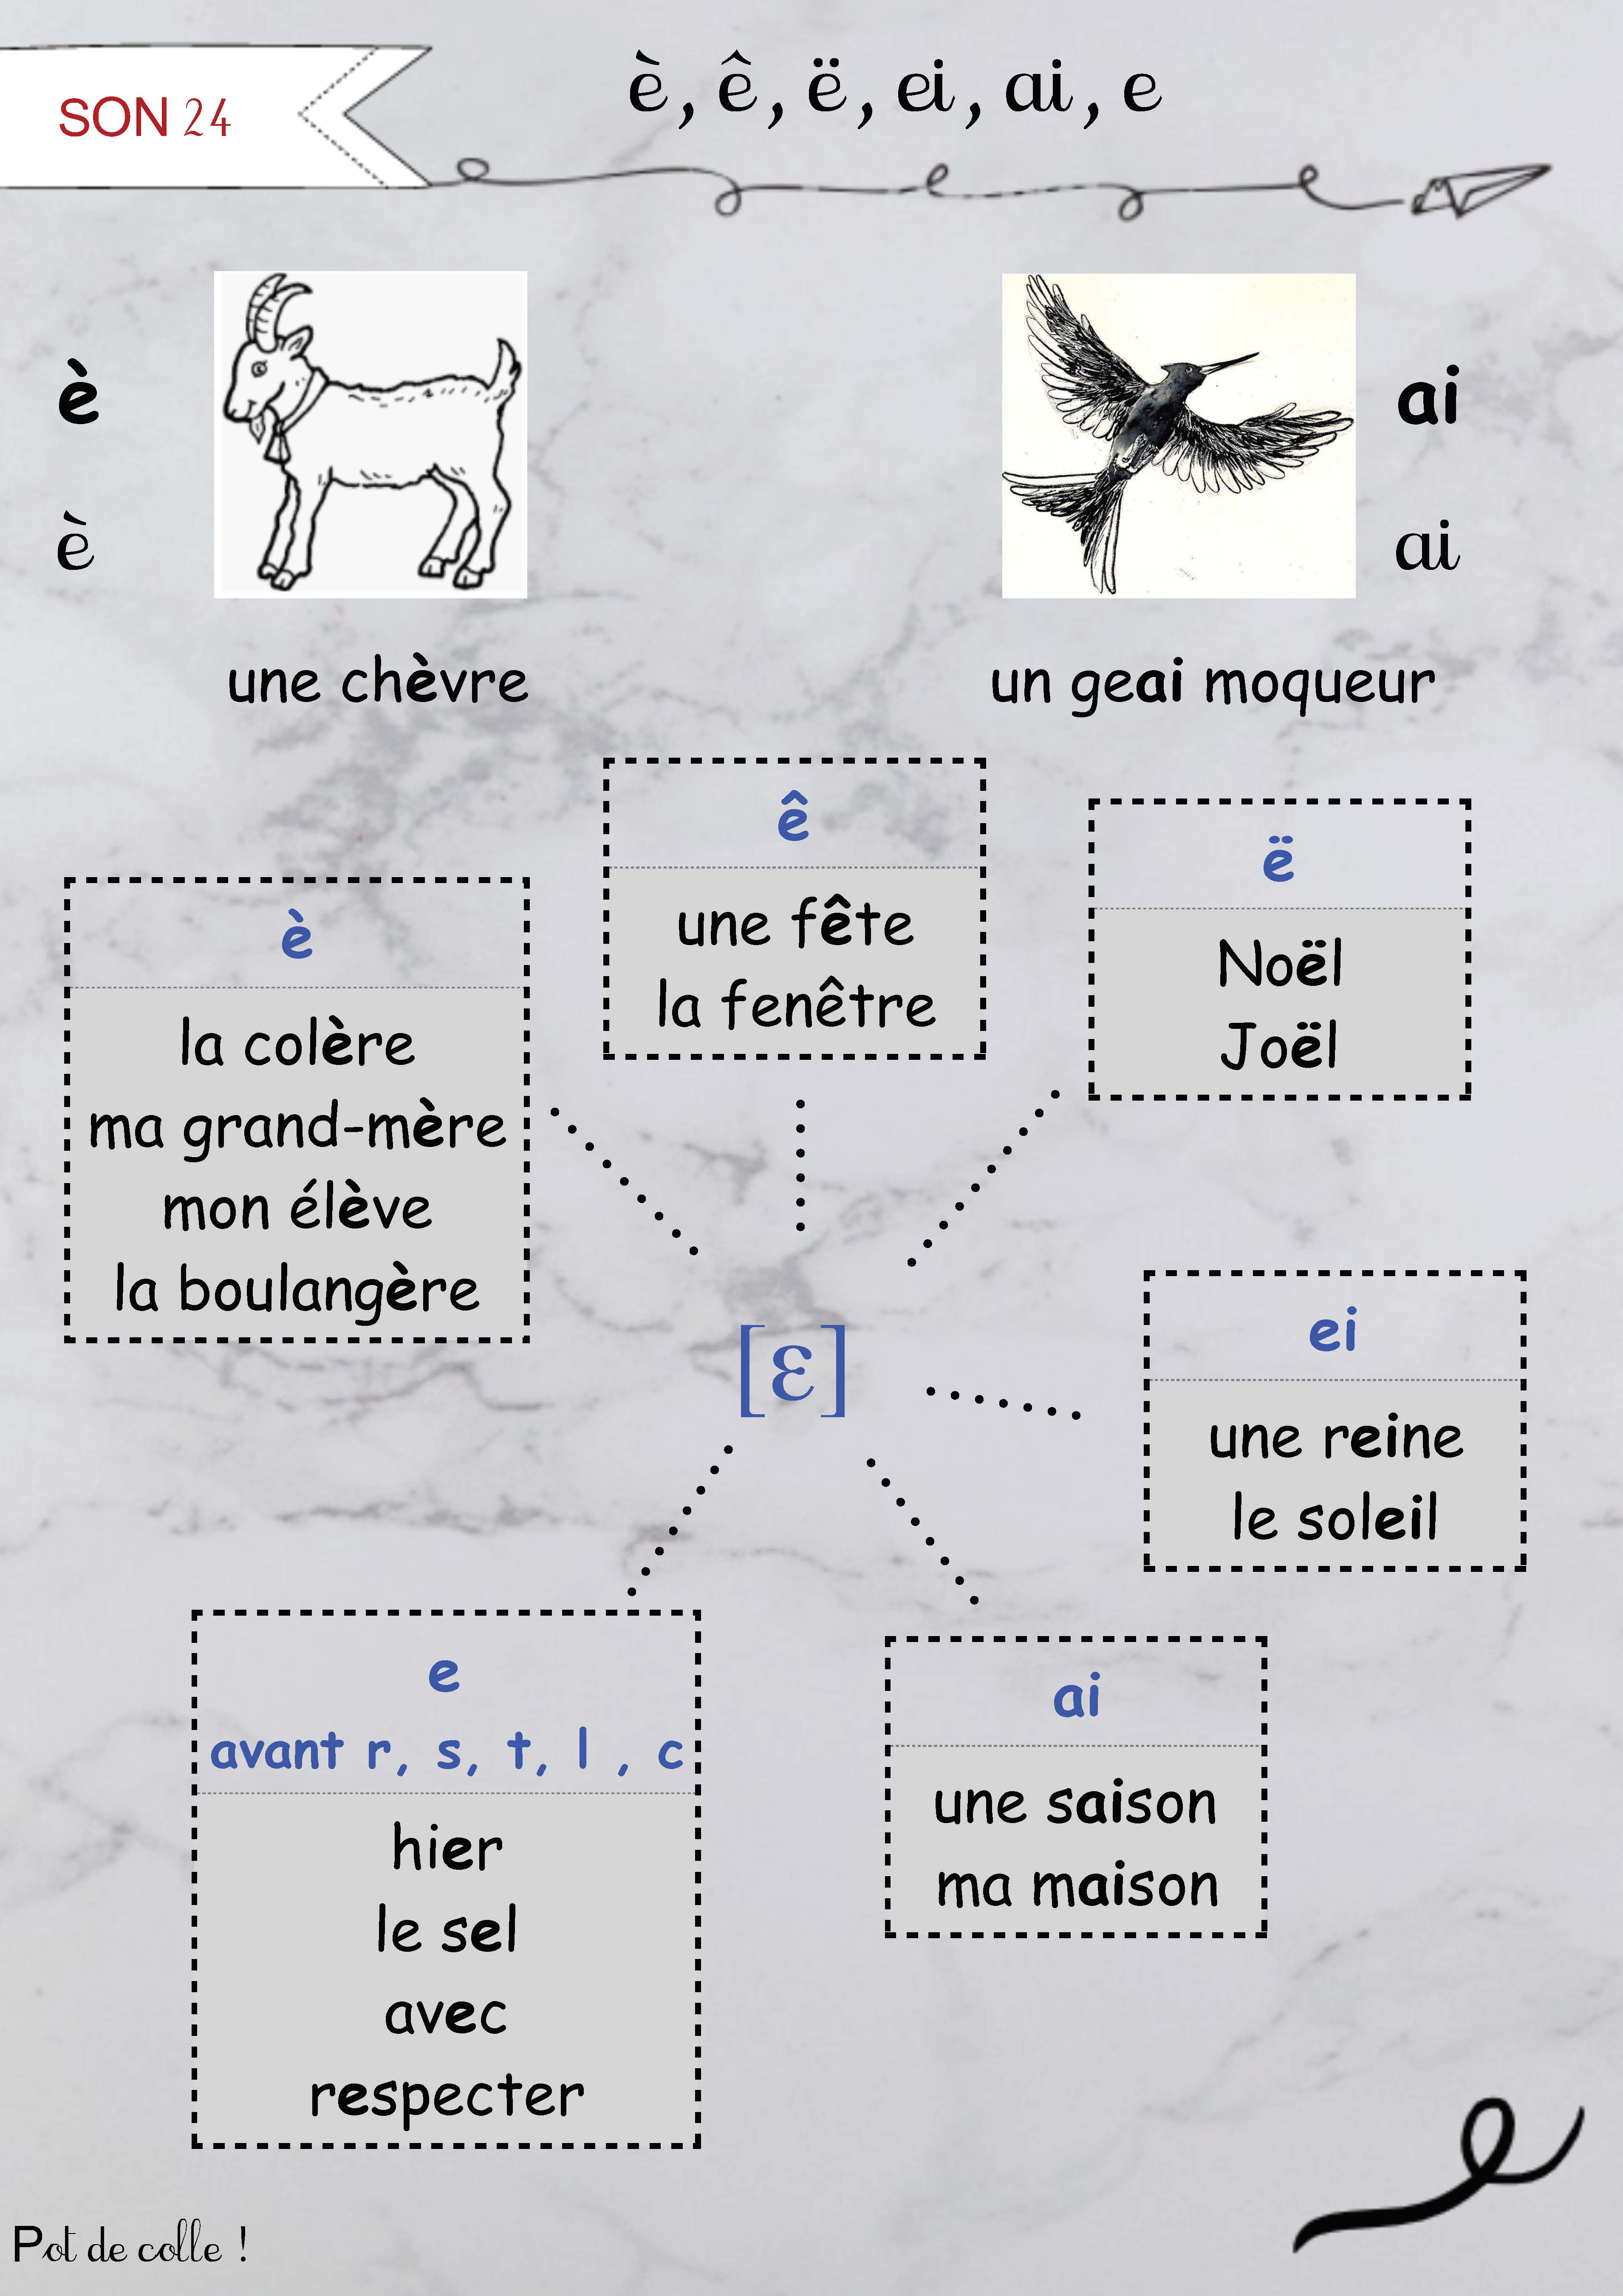 SON 24
è, ê, ë, ei, ai, e
è
è
ai
ai
une chèvre
un geai moqueur
ê
une fête
la fenêtre
ë
Noël
Joël
è
la colère
ma grand-mère
mon élève
la boulangère
[ɛ]
ei
une reine
le soleil
e
avant r, s, t, l , c
hier
le sel
avec
respecter
ai
une saison
ma maison
Pot de colle !